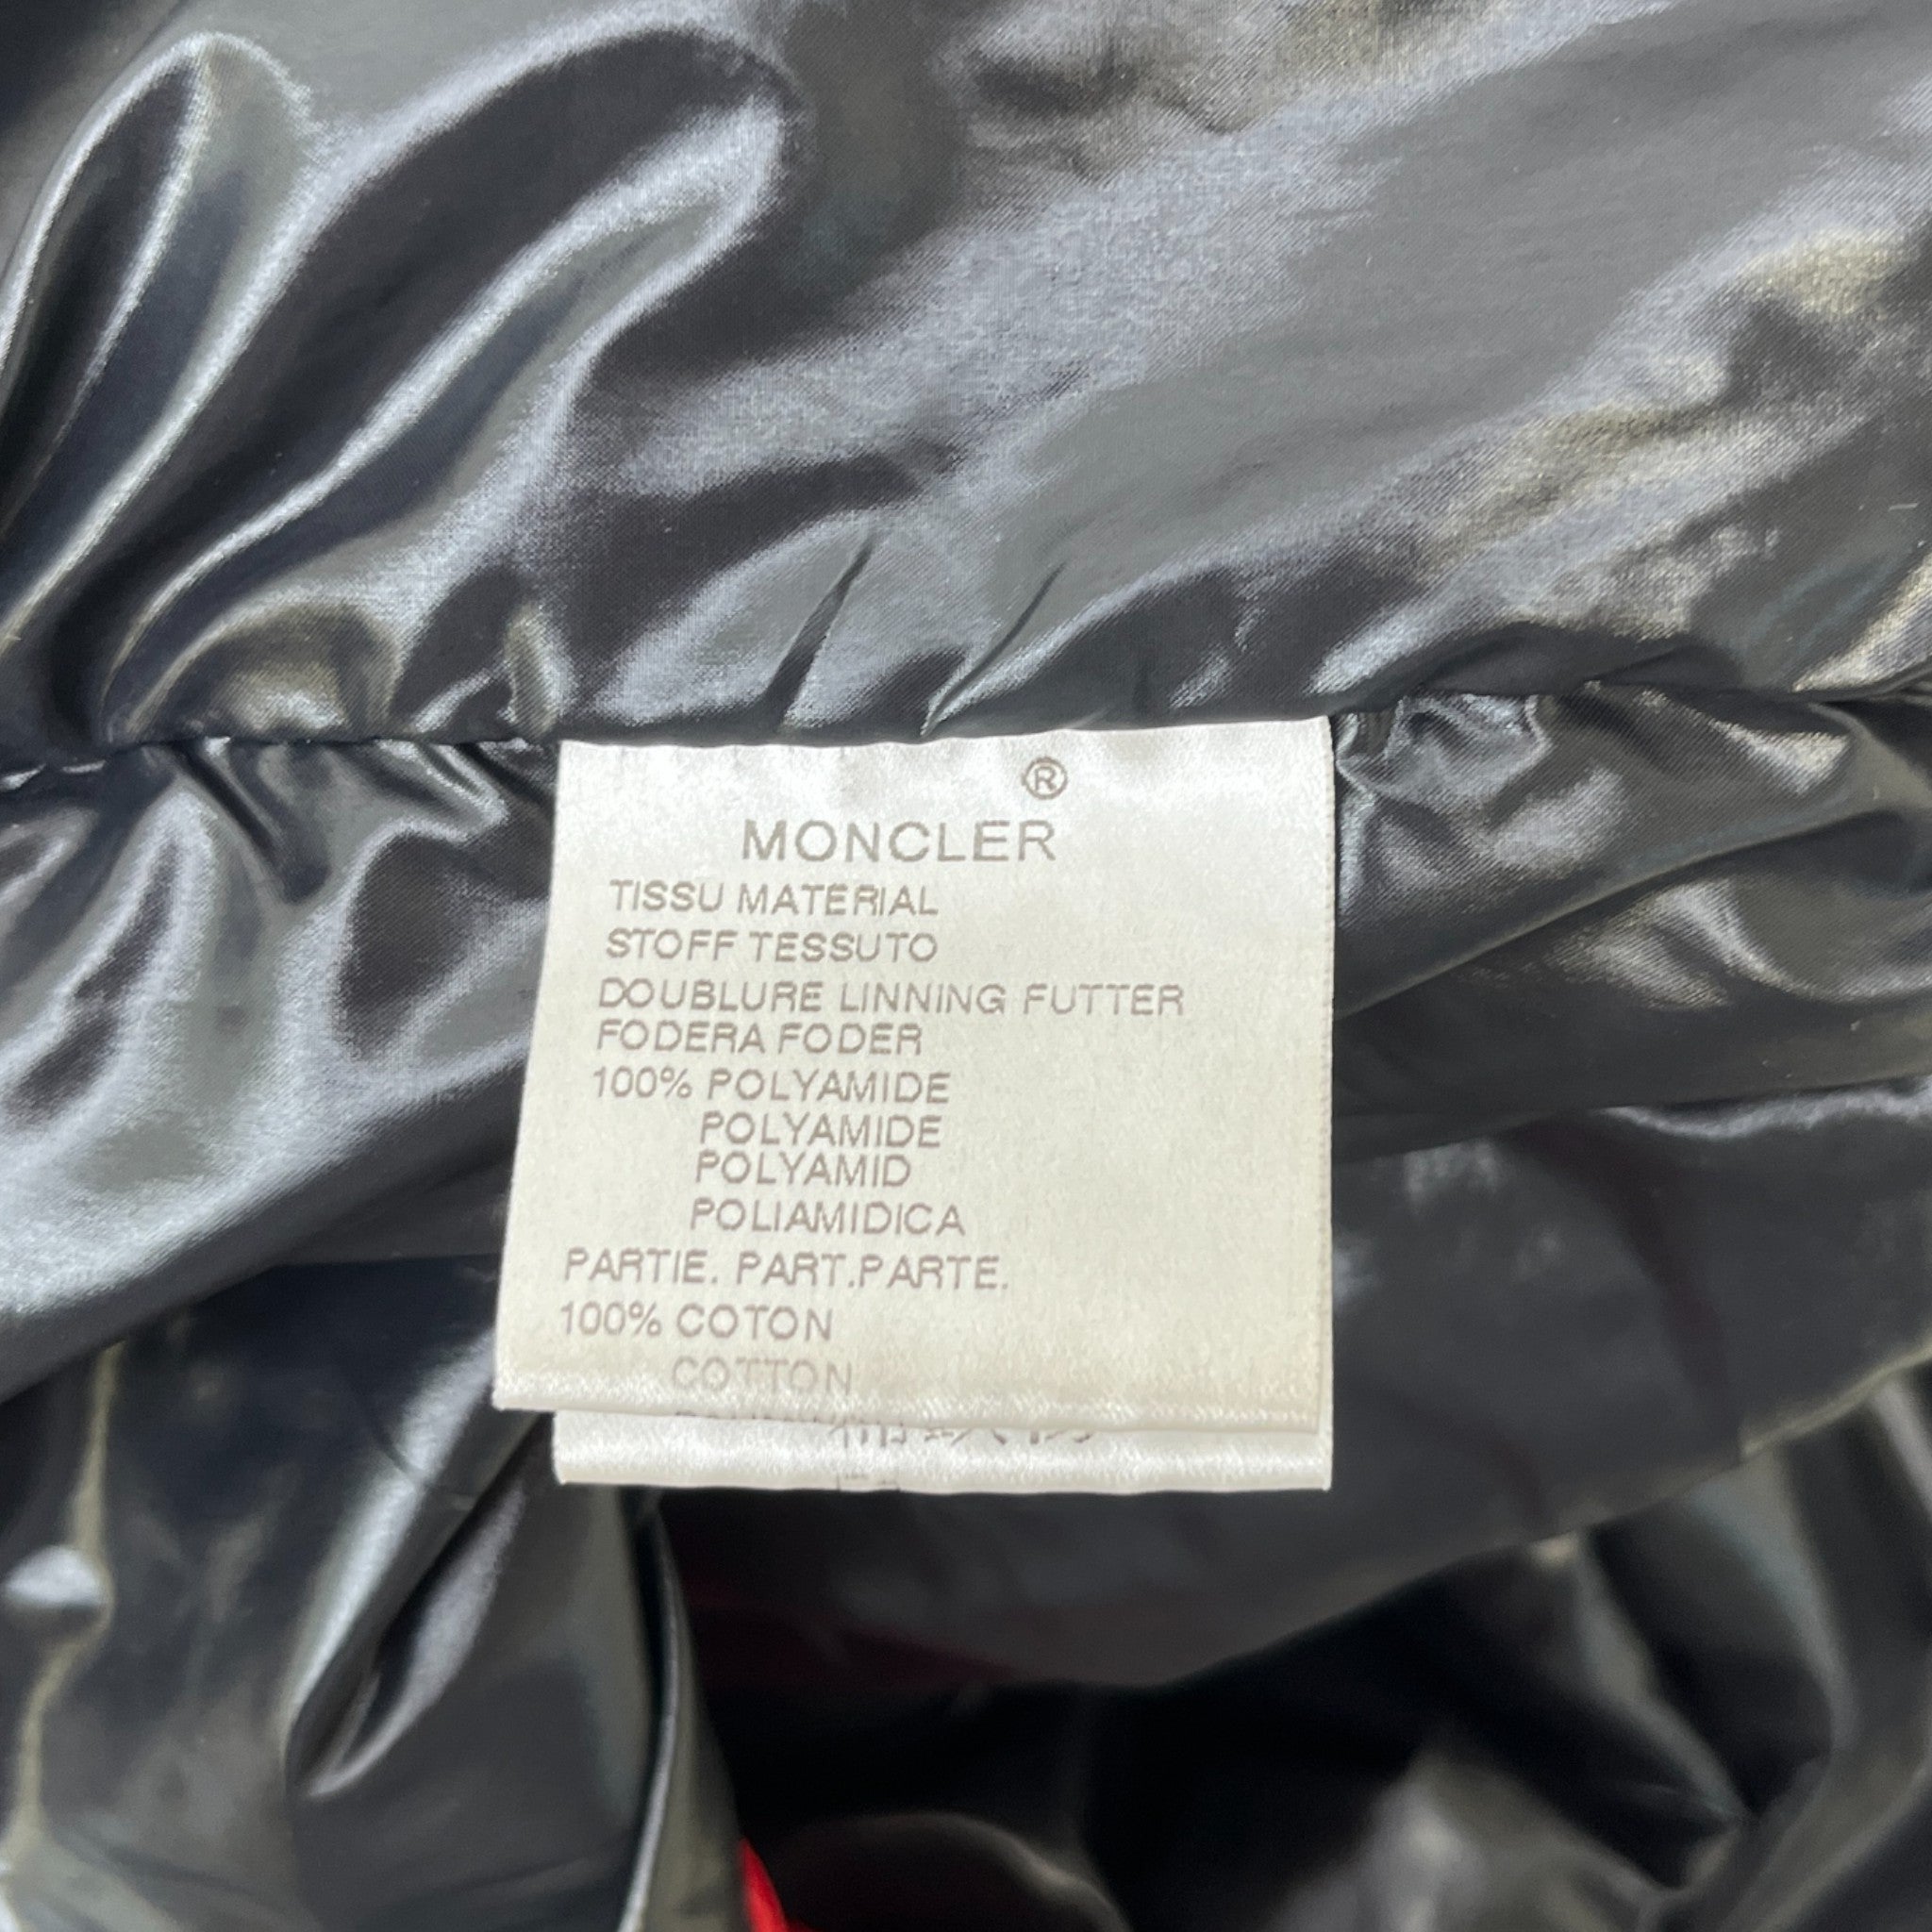 ®
MONCLER
TISSU MATERIAL
STOFF TESSUTO
DOUBLURE LINNING FUTTER
FODERA FODER
100% POLYAMIDE
POLYAMIDE
POLYAMID
POLIAMIDICA
PARTIE. PART.PARTE.
100% COTON
COTTON